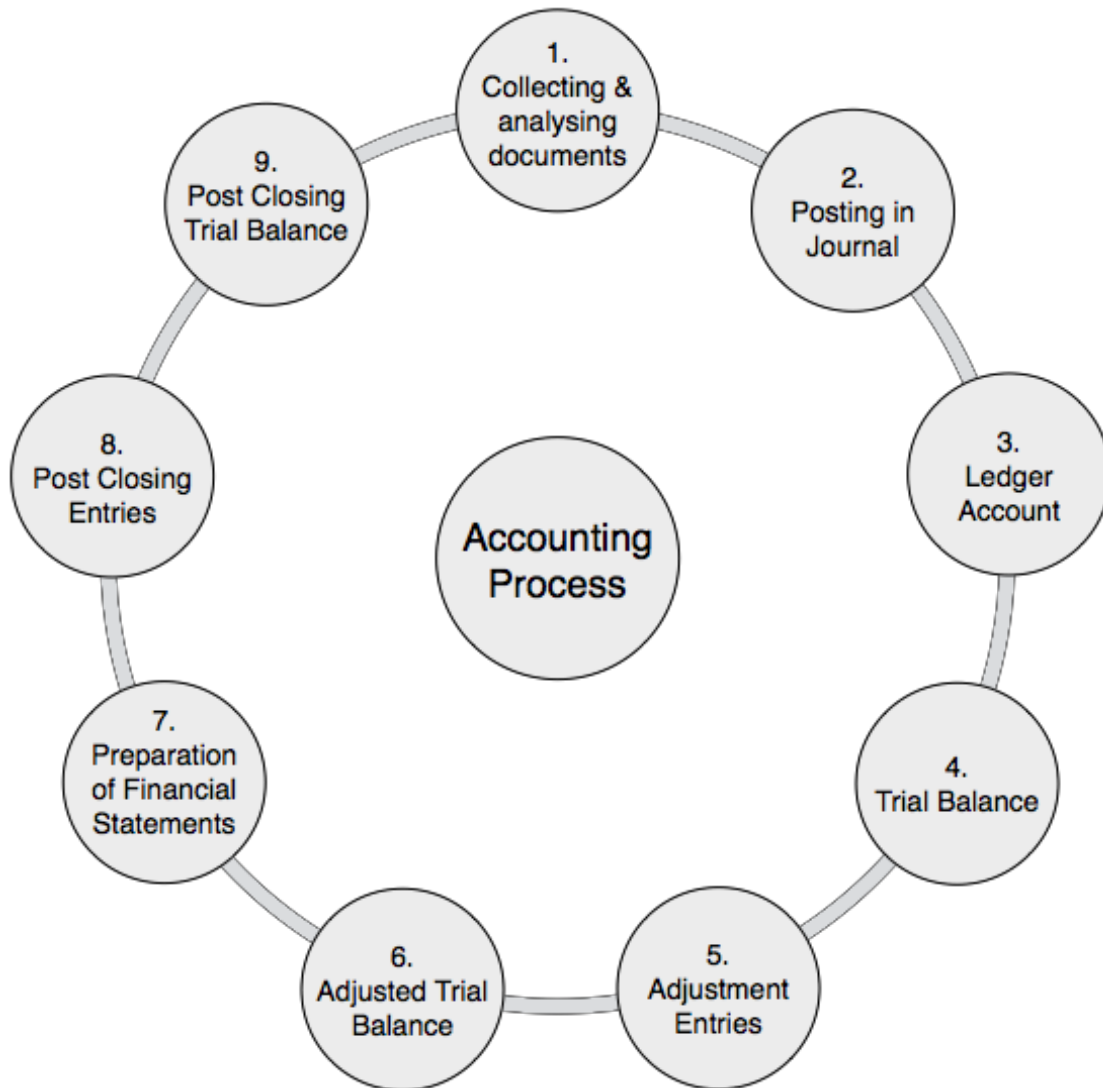 1.
Collecting &
analysing
documents
2.
Posting in
Journal
3.
Ledger
Account
4.
Trial Balance
5.
Adjustment
Entries
6.
Adjusted Trial
Balance
7.
Preparation
of Financial
Statements
8.
Post Closing
Entries
9.
Post Closing
Trial Balance
Accounting
Process